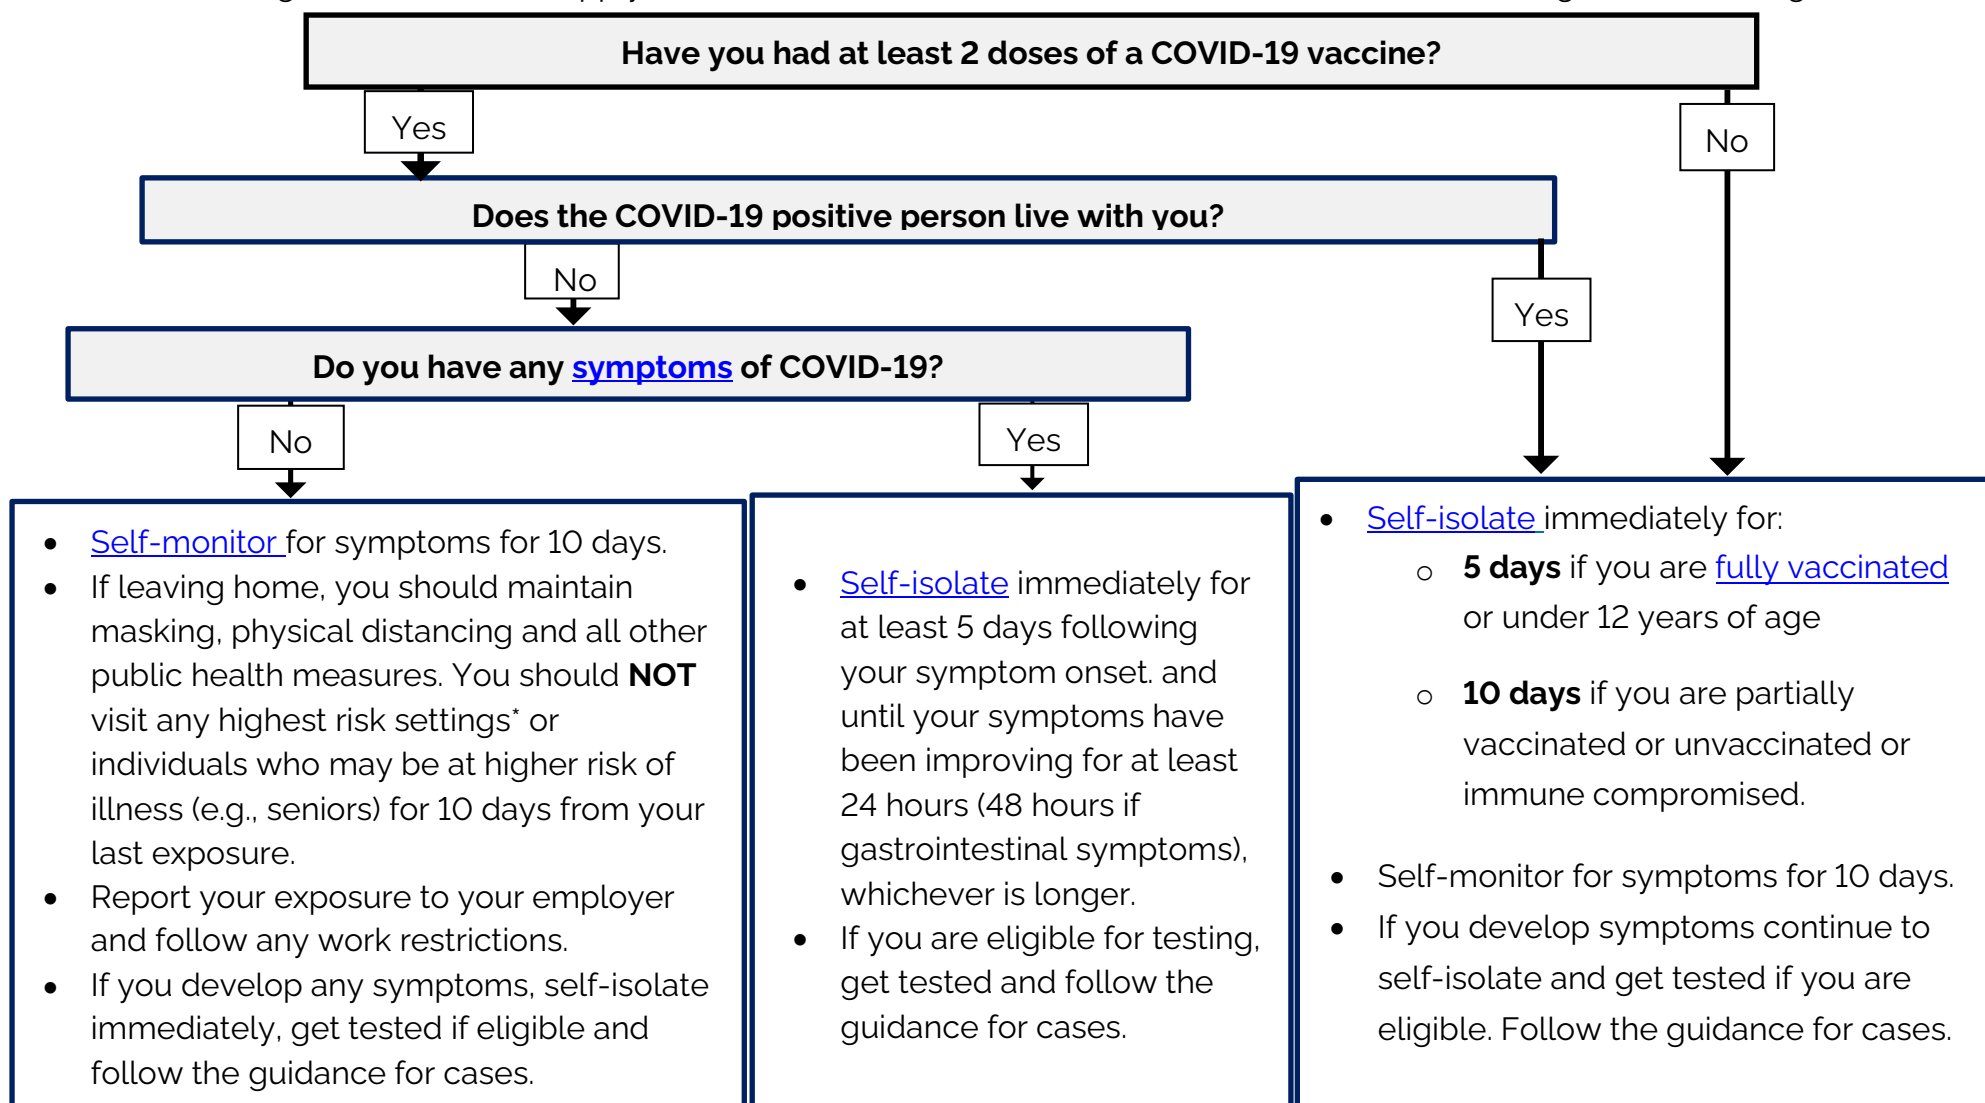 Have you had at least 2 doses of a COVID-19 vaccine?
Yes
No
Does the COVID-19 positive person live with you?
No
Yes
Do you have any symptoms of COVID-19?
No
Yes
• Self-monitor for symptoms for 10 days.
• If leaving home, you should maintain
masking, physical distancing and all other
public health measures. You should NOT
visit any highest risk settings* or
individuals who may be at higher risk of
illness (e.g., seniors) for 10 days from your
last exposure.
• Report your exposure to your employer
and follow any work restrictions.
• If you develop any symptoms, self-isolate
immediately, get tested if eligible and
follow the guidance for cases.
• Self-isolate immediately for
at least 5 days following
your symptom onset. and
until your symptoms have
been improving for at least
24 hours (48 hours if
gastrointestinal symptoms),
whichever is longer.
• If you are eligible for testing,
get tested and follow the
guidance for cases.
• Self-isolate immediately for:
o 5 days if you are fully vaccinated
or under 12 years of age
o 10 days if you are partially
vaccinated or unvaccinated or
immune compromised.
• Self-monitor for symptoms for 10 days.
• If you develop symptoms continue to
self-isolate and get tested if you are
eligible. Follow the guidance for cases.